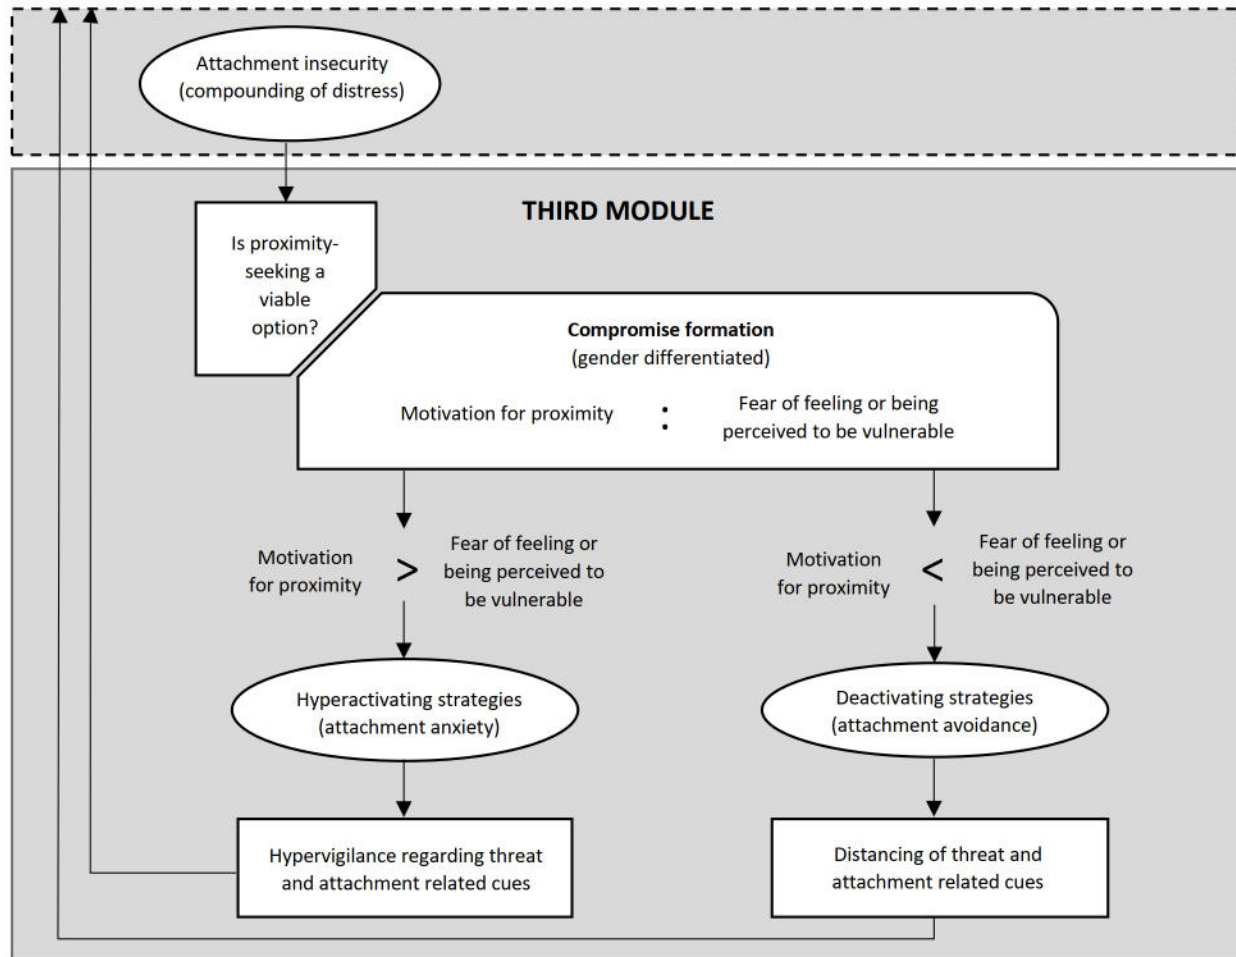 Attachment insecurity
(compounding of distress)
THIRD MODULE
Is proximity-
seeking a
viable
option?
Compromise formation
(gender differentiated)
Motivation for proximity
:
Fear of feeling or being
perceived to be vulnerable
Motivation
for proximity
>
Fear of feeling or
being perceived to
be vulnerable
Motivation
for proximity
<
Fear of feeling or
being perceived to
be vulnerable
Hyperactivating strategies
(attachment anxiety)
Deactivating strategies
(attachment avoidance)
Hypervigilance regarding threat
and attachment related cues
Distancing of threat and
attachment related cues